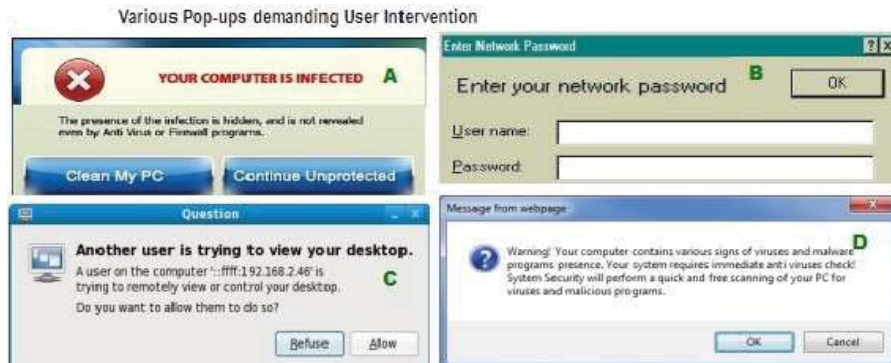 Various Pop-ups demanding User Intervention
YOUR COMPUTER IS INFECTED A
The presence of the infection is hidden, and is not revealed
even by Anti Virus or Firewall programs.
Clean My PC Continue Unprotected
Enter Network Password ? X
Enter your network password B OK
User name:
Password:
Question
Another user is trying to view your desktop.
A user on the computer '::ffff:192.168.2.46' is
trying to remotely view or control your desktop.
C
Do you want to allow them to do so?
Refuse Allow
Message from webpage
D
Warning! Your computer contains various signs of viruses and malware
programs presence. Your system requires immediate anti viruses check!
System Security will perform a quick and free scanning of your PC for
viruses and malicious programs.
OK Cancel